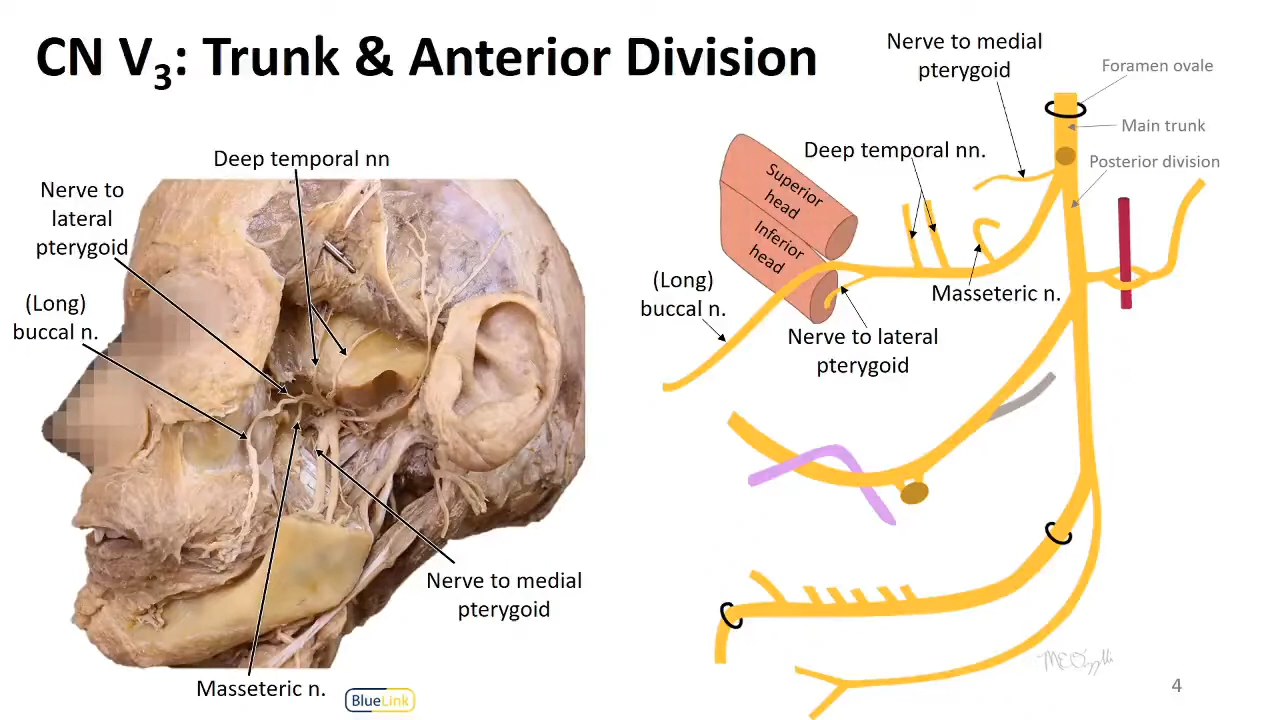 CN V3: Trunk & Anterior Division
Deep temporal nn
Nerve to
lateral
pterygoid
(Long)
buccal n.
Nerve to medial
pterygoid
Masseteric n.
BlueLink
Nerve to medial
pterygoid
Foramen ovale
Main trunk
Deep temporal nn.
Posterior division
Superior
head
Inferior
head
(Long)
buccal n.
Masseteric n.
Nerve to lateral
pterygoid
4